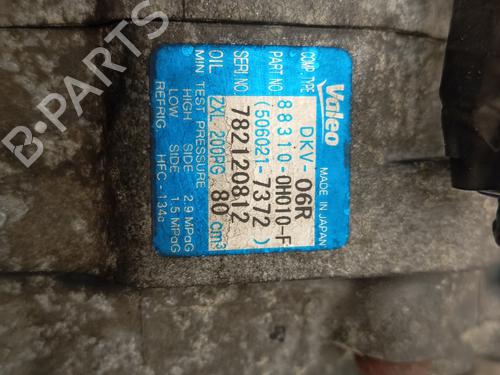 Valeo MADE IN JAPAN
COMP. TYPE DKV-06R
PART NO. 88310-0H010-F
(506021-7372)
SERI.NO. 782120812
OIL ZXL 200PG 80 cm³
MIN TEST PRESSURE
HIGH SIDE 2.9 MPaG
LOW SIDE 1.5 MPaG
REFRIG HFC-134a
B-PARTS